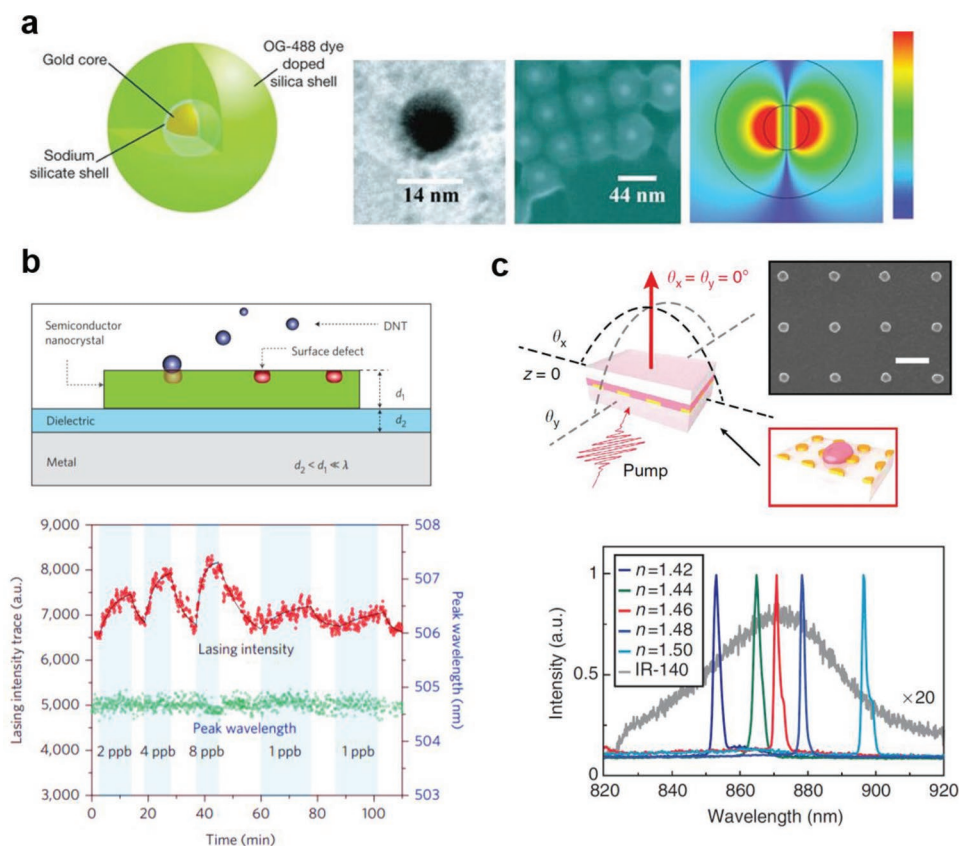 a
Gold core
OG-488 dye
doped
silica shell
Sodium
silicate shell
14 nm
44 nm
b
Semiconductor
nanocrystal
DNT
Surface defect
d₁
Dielectric
d₂
Metal
d₂ < d₁ ≪ λ
Lasing intensity trace (a.u.)
9,000
8,000
7,000
6,000
5,000
4,000
3,000
Lasing intensity
Peak wavelength
2 ppb
4 ppb
8 ppb
1 ppb
1 ppb
508
507
506
505
504
503
Peak wavelength (nm)
0
20
40
60
80
100
Time (min)
c
θx = θy = 0°
θx
z = 0
θy
Pump
Intensity (a.u.)
1
0.5
0
n=1.42
n=1.44
n=1.46
n=1.48
n=1.50
IR-140
×20
820
840
860
880
900
920
Wavelength (nm)